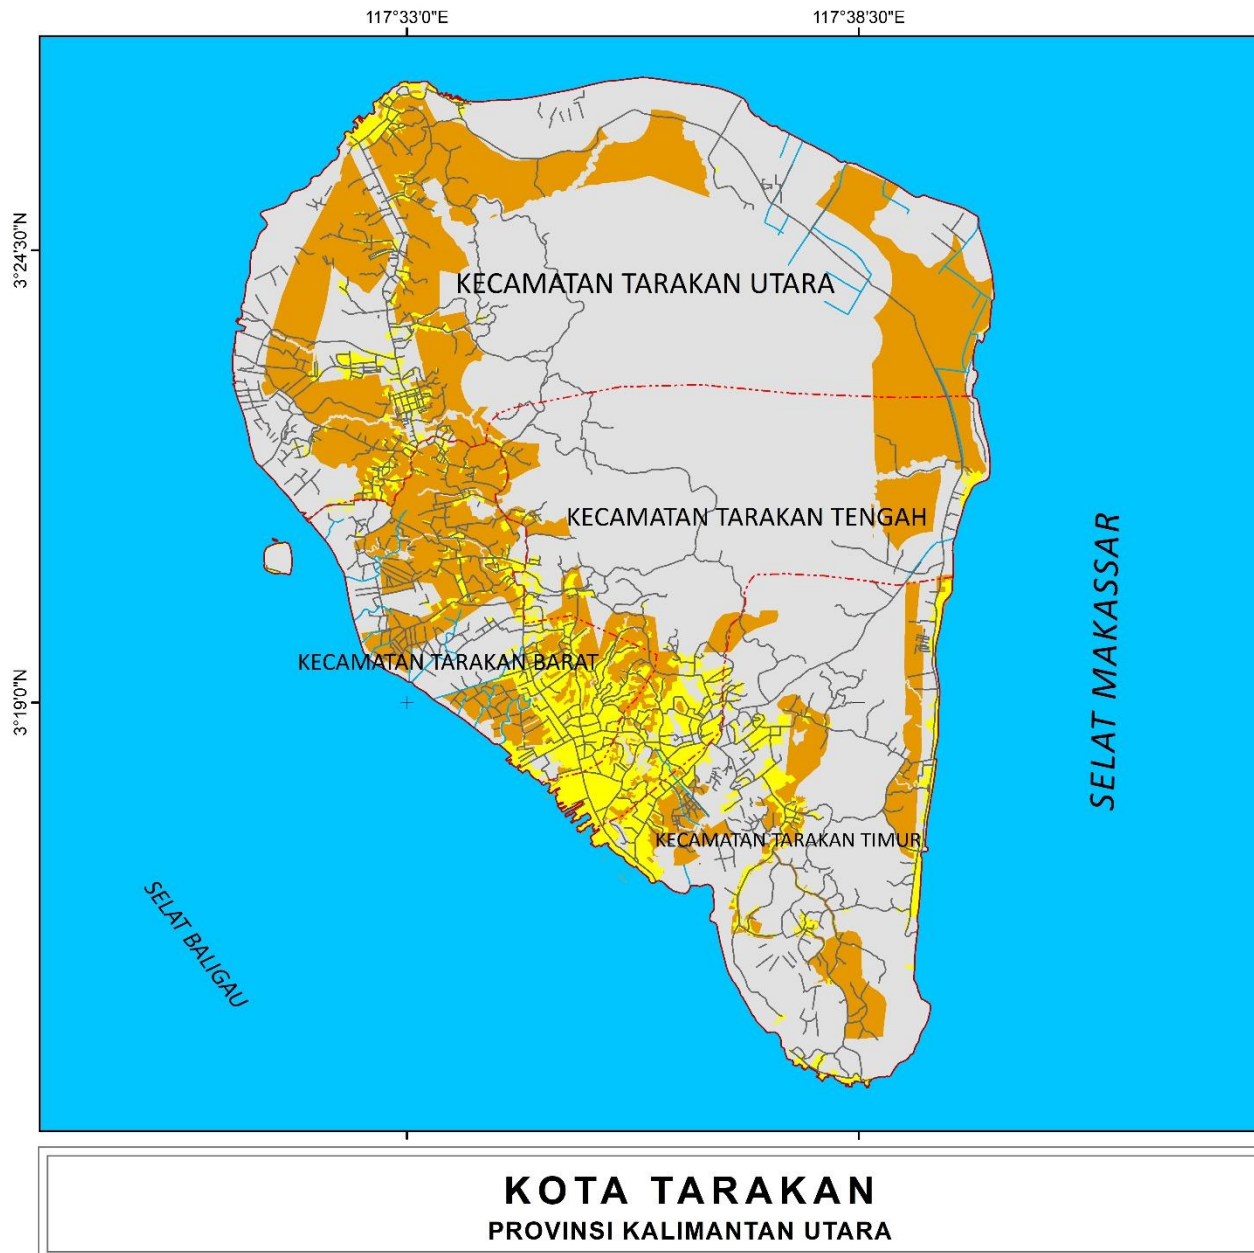 117°33'0"E
117°38'30"E
3°24'30"N
KECAMATAN TARAKAN UTARA
KECAMATAN TARAKAN TENGAH
SELAT MAKASSAR
KECAMATAN TARAKAN BARAT
3°19'0"N
KECAMATAN TARAKAN TIMUR
SELAT BALIGAU
KOTA TARAKAN
PROVINSI KALIMANTAN UTARA